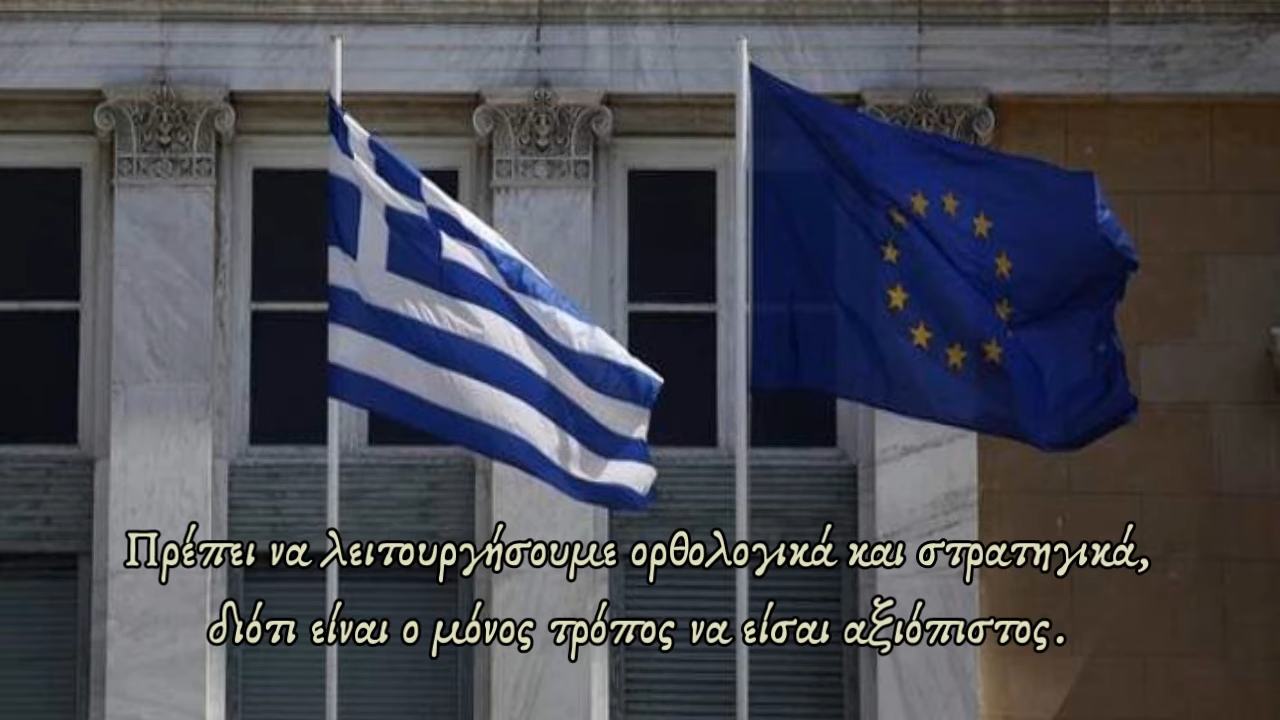 Πρέπει να λειτουργήσουμε ορθολογικά και στρατηγικά,
διότι είναι ο μόνος τρόπος να είσαι αξιόπιστος.